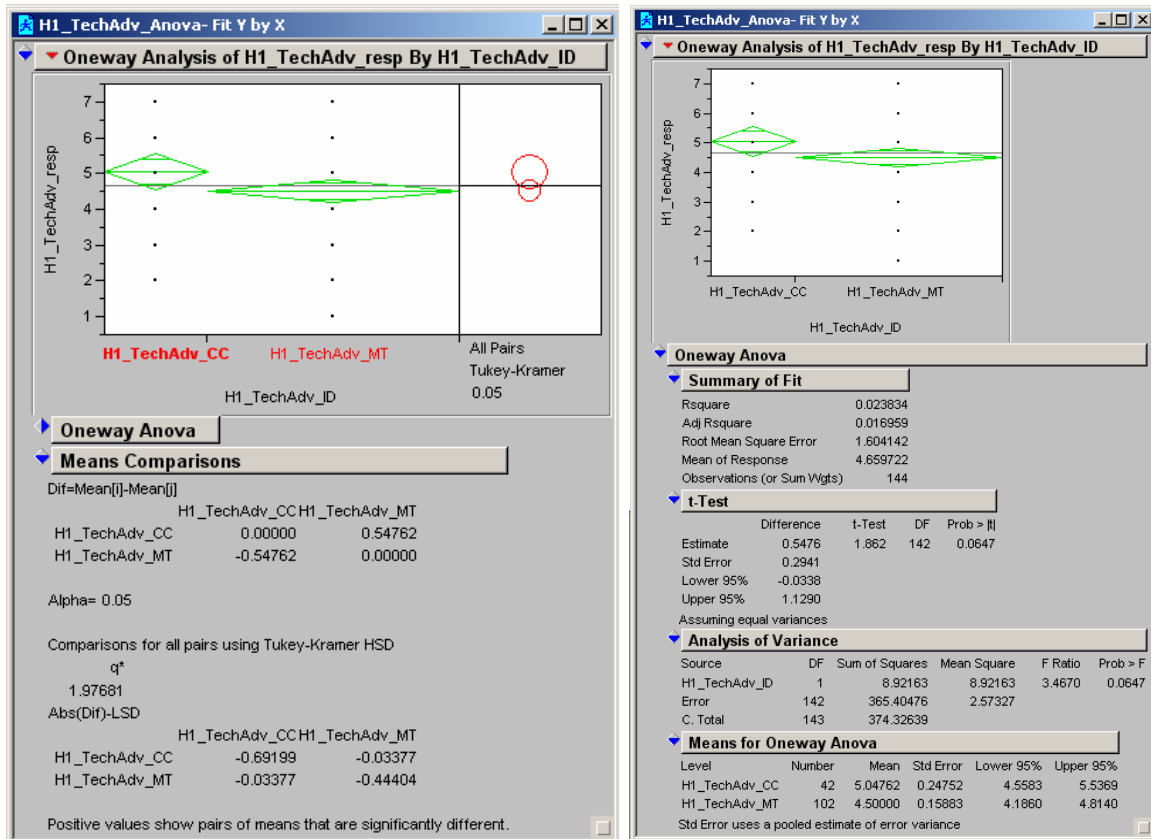 H1_TechAdv_Anova- Fit Y by X
Oneway Analysis of H1_TechAdv_resp By H1_TechAdv_ID
H1_TechAdv_resp
7
6
5
4
3
2
1
H1_TechAdv_CC H1_TechAdv_MT
All Pairs
Tukey-Kramer
0.05
H1_TechAdv_ID
Oneway Anova
Means Comparisons
Dif=Mean[i]-Mean[j]
H1_TechAdv_CC H1_TechAdv_MT
H1_TechAdv_CC 0.00000 0.54762
H1_TechAdv_MT -0.54762 0.00000
Alpha= 0.05
Comparisons for all pairs using Tukey-Kramer HSD
q*
1.97681
Abs(Dif)-LSD
H1_TechAdv_CC H1_TechAdv_MT
H1_TechAdv_CC -0.69199 -0.03377
H1_TechAdv_MT -0.03377 -0.44404
Positive values show pairs of means that are significantly different.
H1_TechAdv_Anova- Fit Y by X
Oneway Analysis of H1_TechAdv_resp By H1_TechAdv_ID
H1_TechAdv_resp
7
6
5
4
3
2
1
H1_TechAdv_CC H1_TechAdv_MT
H1_TechAdv_ID
Oneway Anova
Summary of Fit
Rsquare 0.023834
Adj Rsquare 0.016959
Root Mean Square Error 1.604142
Mean of Response 4.659722
Observations (or Sum Wgts) 144
t-Test
Difference t-Test DF Prob > |t|
Estimate 0.5476 1.862 142 0.0647
Std Error 0.2941
Lower 95% -0.0338
Upper 95% 1.1290
Assuming equal variances
Analysis of Variance
Source DF Sum of Squares Mean Square F Ratio Prob > F
H1_TechAdv_ID 1 8.92163 8.92163 3.4670 0.0647
Error 142 365.40476 2.57327
C. Total 143 374.32639
Means for Oneway Anova
Level Number Mean Std Error Lower 95% Upper 95%
H1_TechAdv_CC 42 5.04762 0.24752 4.5583 5.5369
H1_TechAdv_MT 102 4.50000 0.15883 4.1860 4.8140
Std Error uses a pooled estimate of error variance